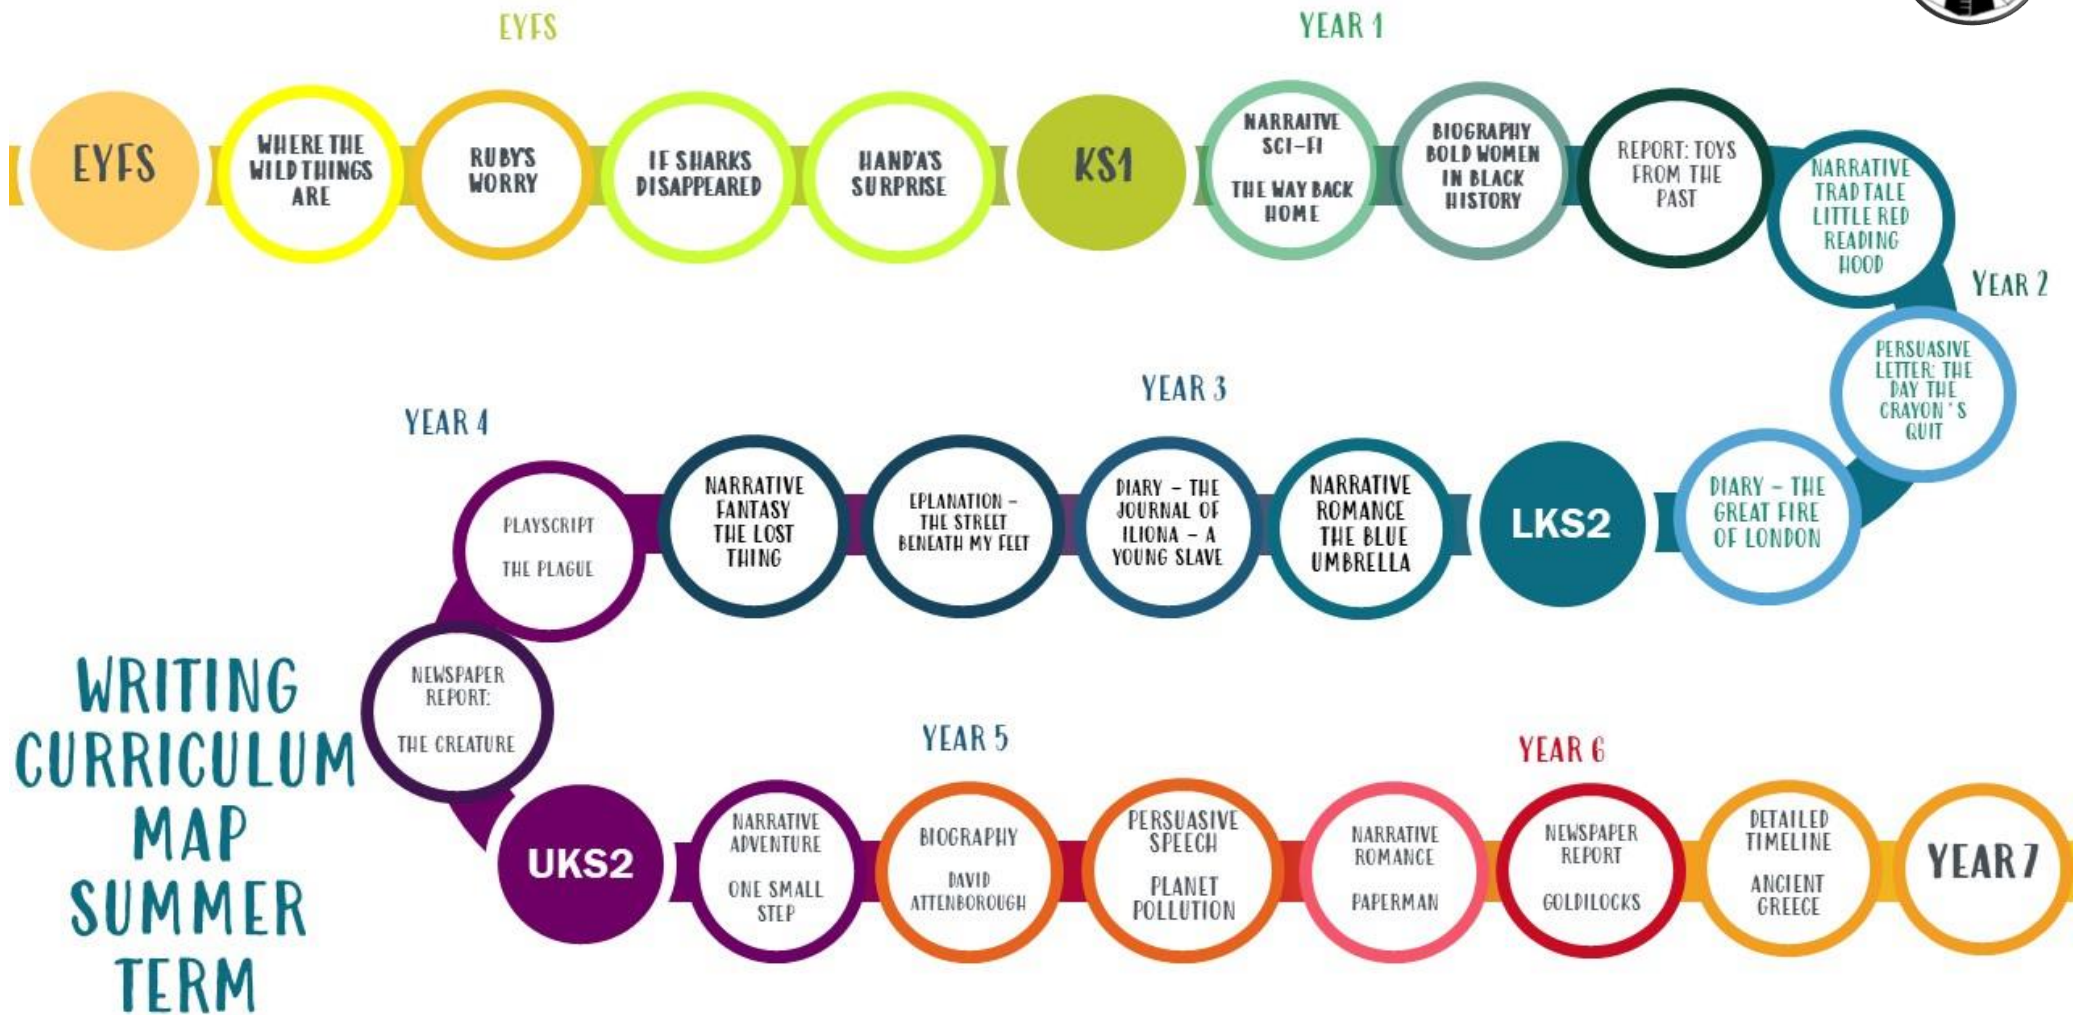 EYFS
YEAR 1
EYFS
WHERE THE
WILD THINGS
ARE
RUBY'S
WORRY
IF SHARKS
DISAPPEARED
HAND'A'S
SURPRISE
KS1
NARRAITVE
SCI-FI
THE WAY BACK
HOME
BIOGRAPHY
BOLD WOMEN
IN BLACK
HISTORY
REPORT: TOYS
FROM THE
PAST
NARRATIVE
TRAD TALE
LITTLE RED
READING
HOOD
YEAR 2
PERSUASIVE
LETTER: THE
DAY THE
CRAYON'S
QUIT
DIARY - THE
GREAT FIRE
OF LONDON
LKS2
YEAR 3
NARRATIVE
ROMANCE
THE BLUE
UMBRELLA
DIARY - THE
JOURNAL OF
ILIONA - A
YOUNG SLAVE
EPLANATION -
THE STREET
BENEATH MY FEET
NARRATIVE
FANTASY
THE LOST
THING
YEAR 4
PLAYSCRIPT
THE PLAGUE
NEWSPAPER
REPORT:
THE CREATURE
UKS2
YEAR 5
NARRATIVE
ADVENTURE
ONE SMALL
STEP
BIOGRAPHY
DAVID
ATTENBOROUGH
PERSUASIVE
SPEECH
PLANET
POLLUTION
YEAR 6
NARRATIVE
ROMANCE
PAPERMAN
NEWSPAPER
REPORT
GOLDILOCKS
DETAILED
TIMELINE
ANCIENT
GREECE
YEAR 7
WRITING
CURRICULUM
MAP
SUMMER
TERM